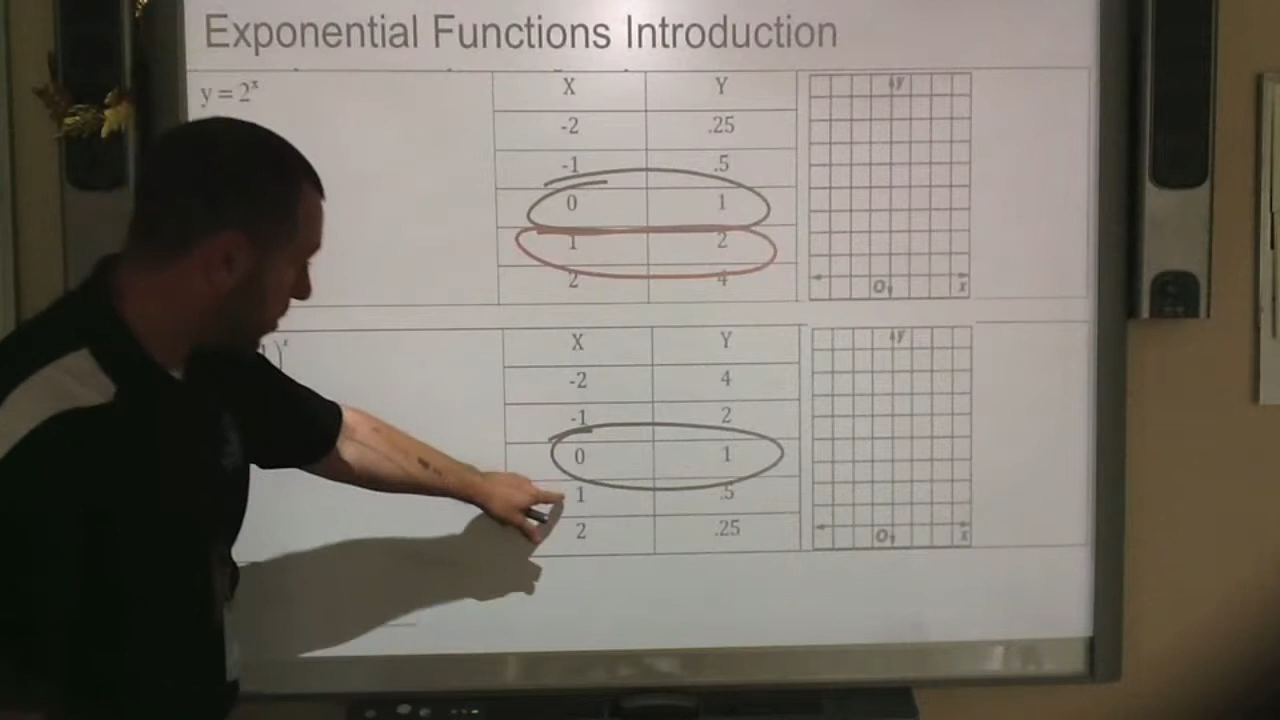 Exponential Functions Introduction
y = 2ˣ
X Y
-2 .25
-1 .5
0 1
1 2
2 4
y
O x
X Y
-2 4
-1 2
0 1
1 .5
2 .25
y
O x